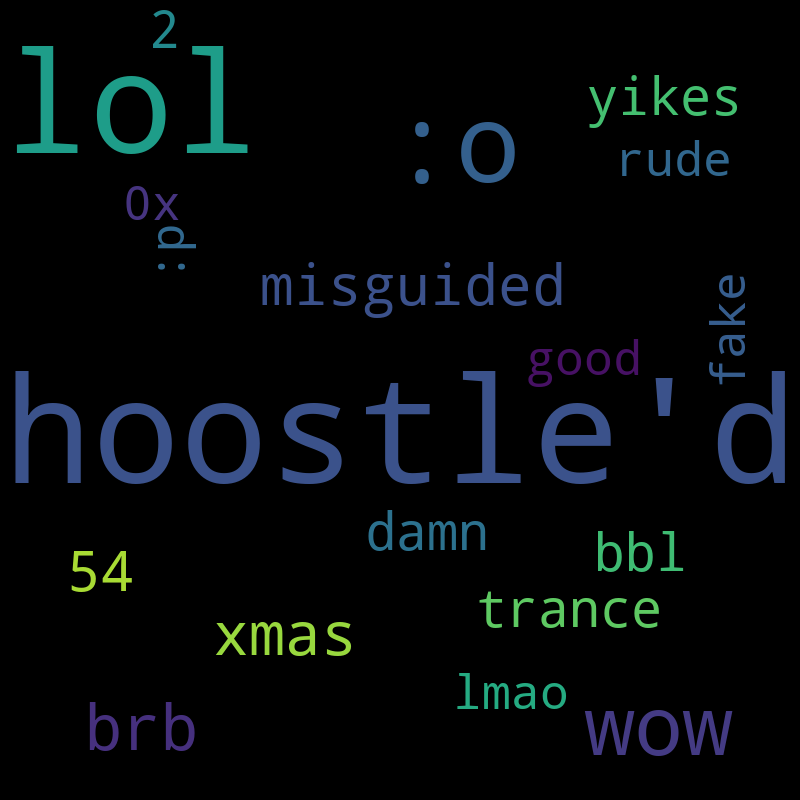 2
lol
:o
yikes
rude
0x
:p
misguided
fake
good
hoostle'd
damn
54
bbl
trance
xmas
lmao
brb
wow